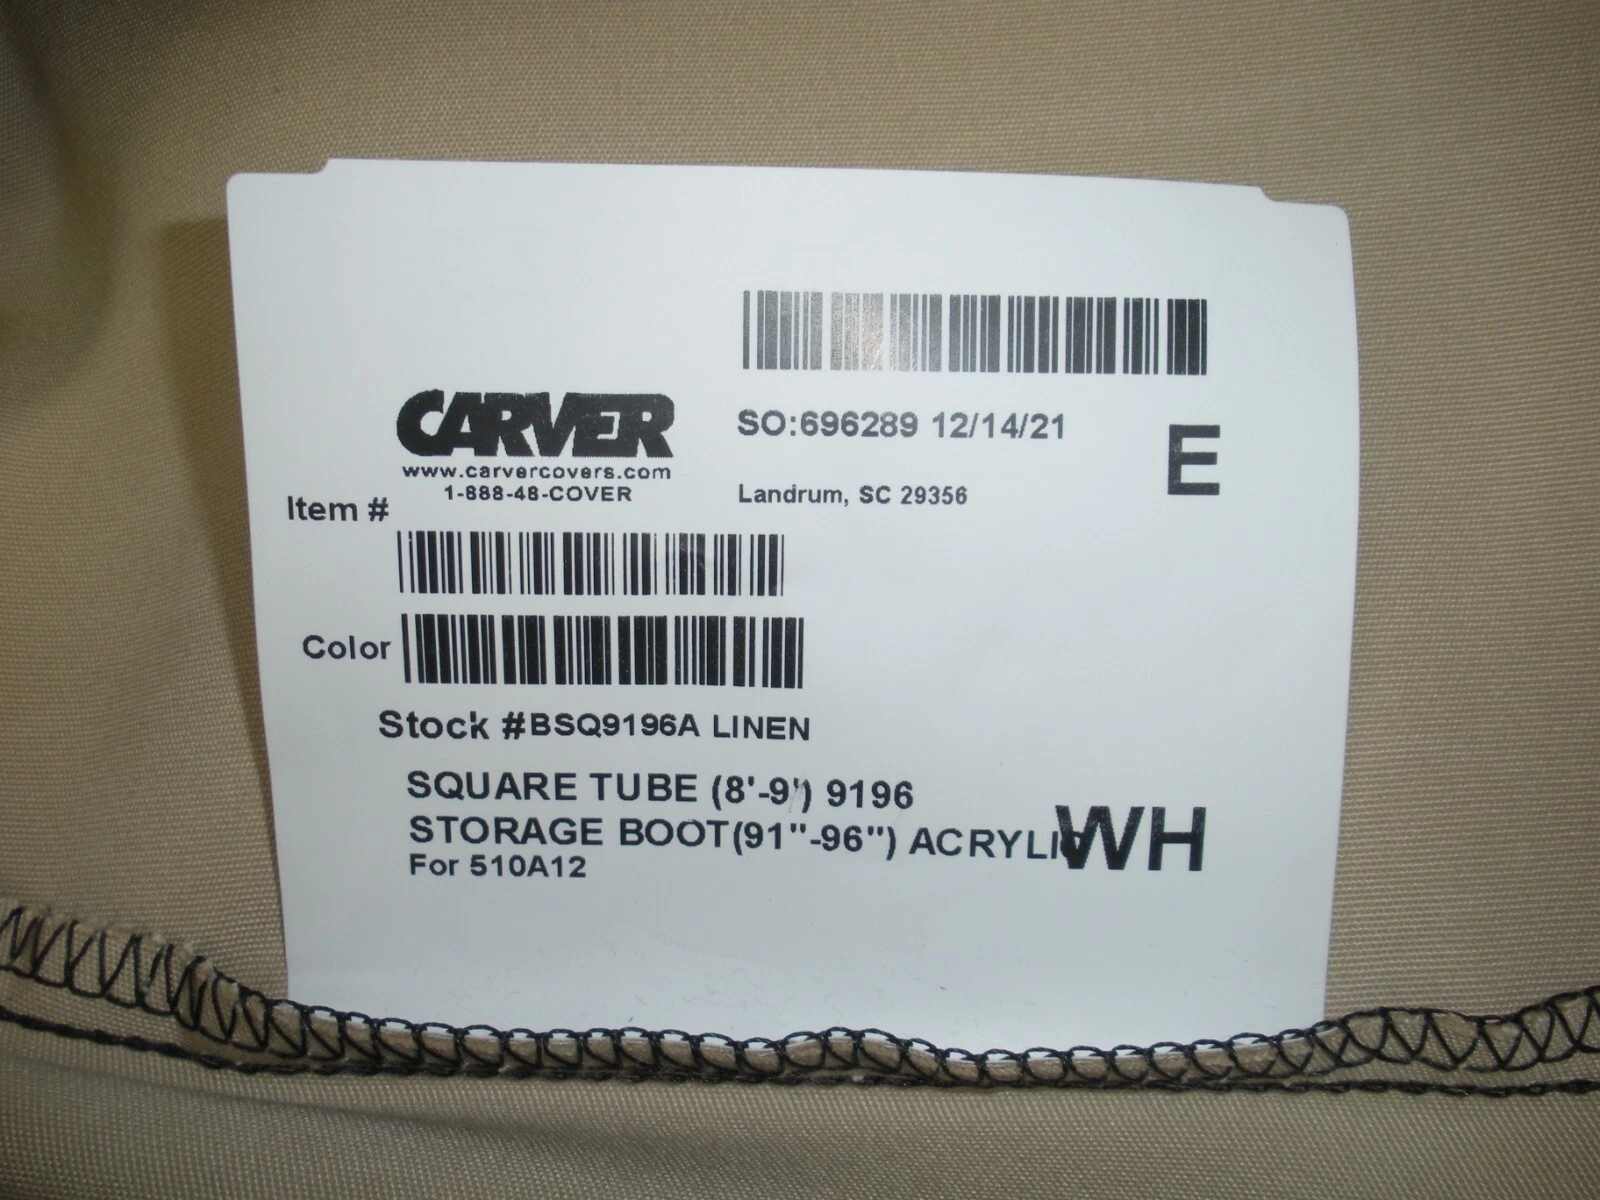 CARVER
www.carvercovers.com
1-888-48-COVER
SO:696289 12/14/21
E
Landrum, SC 29356
Item #
Color
Stock #BSQ9196A LINEN
SQUARE TUBE (8'-9') 9196
STORAGE BOOT(91"-96") ACRYLIC
WH
For 510A12